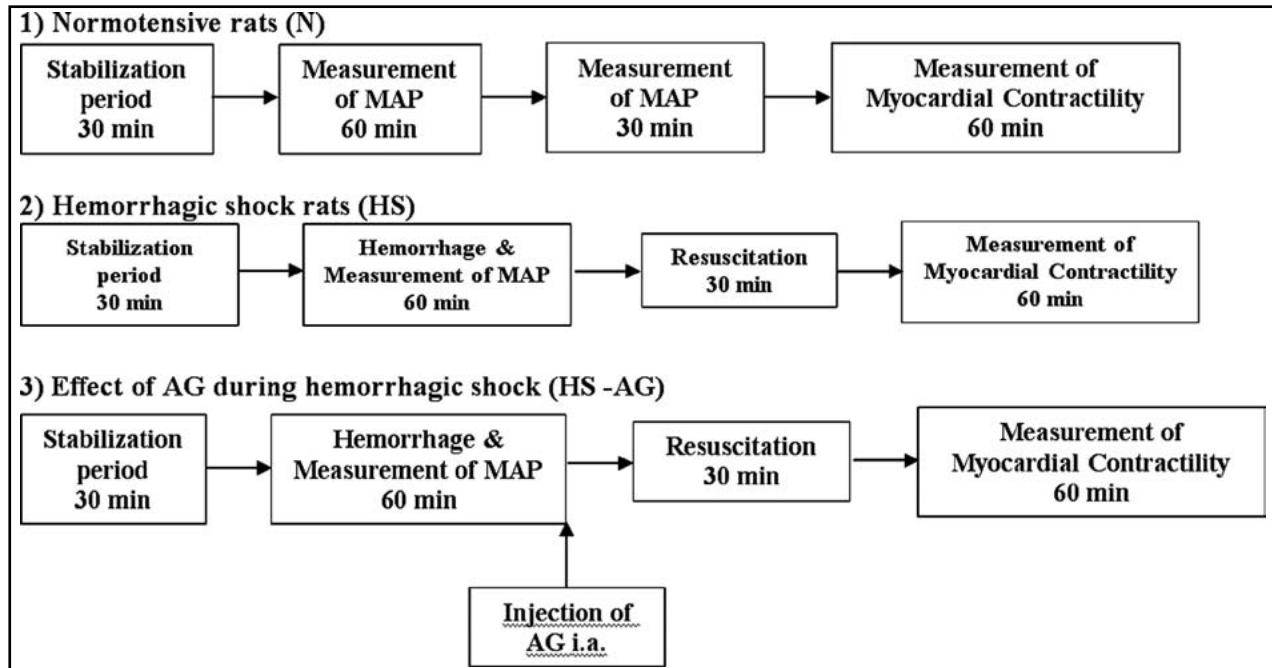 1) Normotensive rats (N)
Stabilization
period
30 min
Measurement
of MAP
60 min
Measurement
of MAP
30 min
Measurement of
Myocardial Contractility
60 min
2) Hemorrhagic shock rats (HS)
Stabilization
period
30 min
Hemorrhage &
Measurement of MAP
60 min
Resuscitation
30 min
Measurement of
Myocardial Contractility
60 min
3) Effect of AG during hemorrhagic shock (HS -AG)
Stabilization
period
30 min
Hemorrhage &
Measurement of MAP
60 min
Resuscitation
30 min
Measurement of
Myocardial Contractility
60 min
Injection of
AG i.a.